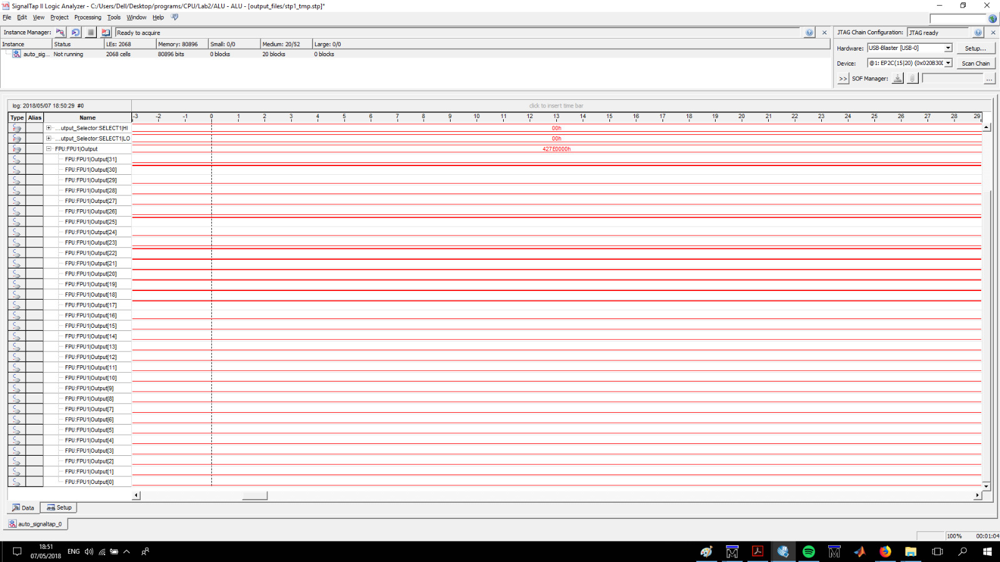 SignalTap II Logic Analyzer - C:/Users/Dell/Desktop/programs/CPU/Lab2/ALU - ALU - [output_files/stp1_tmp.stp]*
File Edit View Project Processing Tools Window Help
Instance Manager: Ready to acquire
Instance Status LEs: 2068 Memory: 80896 Small: 0/0 Medium: 20/52 Large: 0/0
auto_sig... Not running 2068 cells 80896 bits 0 blocks 20 blocks 0 blocks
JTAG Chain Configuration: JTAG ready
Hardware: USB-Blaster [USB-0] Setup...
Device: @1: EP2C(15|20) (0x020B30D Scan Chain
>> SOF Manager: ...
log: 2018/05/07 18:50:29 #0 click to insert time bar
Type Alias Name -3 -2 -1 0 1 2 3 4 5 6 7 8 9 10 11 12 13 14 15 16 17 18 19 20 21 22 23 24 25 26 27 28 29
...utput_Selector:SELECT1|HI 00h
...utput_Selector:SELECT1|LO 00h
FPU:FPU1|Output 427E0000h
FPU:FPU1|Output[31]
FPU:FPU1|Output[30]
FPU:FPU1|Output[29]
FPU:FPU1|Output[28]
FPU:FPU1|Output[27]
FPU:FPU1|Output[26]
FPU:FPU1|Output[25]
FPU:FPU1|Output[24]
FPU:FPU1|Output[23]
FPU:FPU1|Output[22]
FPU:FPU1|Output[21]
FPU:FPU1|Output[20]
FPU:FPU1|Output[19]
FPU:FPU1|Output[18]
FPU:FPU1|Output[17]
FPU:FPU1|Output[16]
FPU:FPU1|Output[15]
FPU:FPU1|Output[14]
FPU:FPU1|Output[13]
FPU:FPU1|Output[12]
FPU:FPU1|Output[11]
FPU:FPU1|Output[10]
FPU:FPU1|Output[9]
FPU:FPU1|Output[8]
FPU:FPU1|Output[7]
FPU:FPU1|Output[6]
FPU:FPU1|Output[5]
FPU:FPU1|Output[4]
FPU:FPU1|Output[3]
FPU:FPU1|Output[2]
FPU:FPU1|Output[1]
FPU:FPU1|Output[0]
Data Setup
auto_signaltap_0
100% 00:01:04
18:51
07/05/2018 ENG